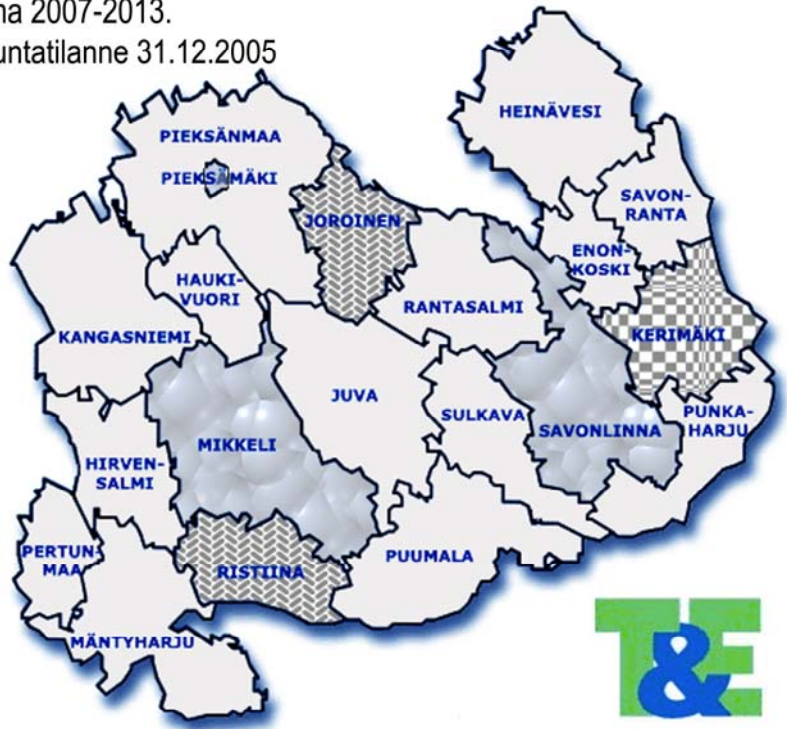 na 2007-2013.
untatilanne 31.12.2005
HEINÄVESI
PIEKSÄNMAA
PIEKSÄMÄKI
SAVON-
RANTA
JOROINEN
ENON-
KOSKI
HAUKI-
VUORI
RANTASALMI
KANGASNIEMI
KERIMÄKI
JUVA
SULKAVA
PUNKA-
HARJU
SAVONLINNA
MIKKELI
HIRVEN-
SALMI
PERTUN-
MAA
PUUMALA
RISTIINA
MÄNTYHARJU
T&E